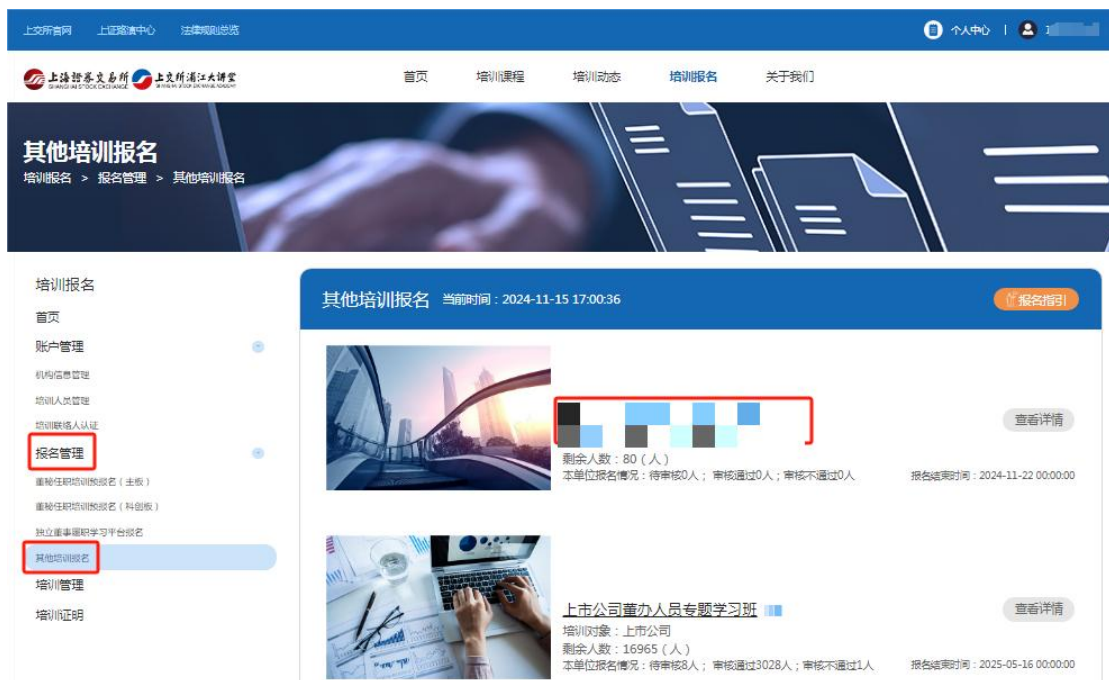 上交所官网 上证路演中心 法律规则总览 个人中心
上海證券交易所 上交所浦江大讲堂
SHANGHAI STOCK EXCHANGE
首页 培训课程 培训动态 培训报名 关于我们
其他培训报名
培训报名 > 报名管理 > 其他培训报名
培训报名
首页
账户管理
机构信息管理
培训人员管理
培训联络人认证
报名管理
董秘任职培训预报名（主板）
董秘任职培训预报名（科创板）
独立董事履职学习平台报名
其他培训报名
培训管理
培训证明
其他培训报名 当前时间：2024-11-15 17:00:36 报名指引
查看详情
剩余人数：80（人）
本单位报名情况：待审核0人；审核通过0人；审核不通过0人 报名结束时间：2024-11-22 00:00:00
上市公司董办人员专题学习班 查看详情
培训对象：上市公司
剩余人数：16965（人）
本单位报名情况：待审核8人；审核通过3028人；审核不通过1人 报名结束时间：2025-05-16 00:00:00